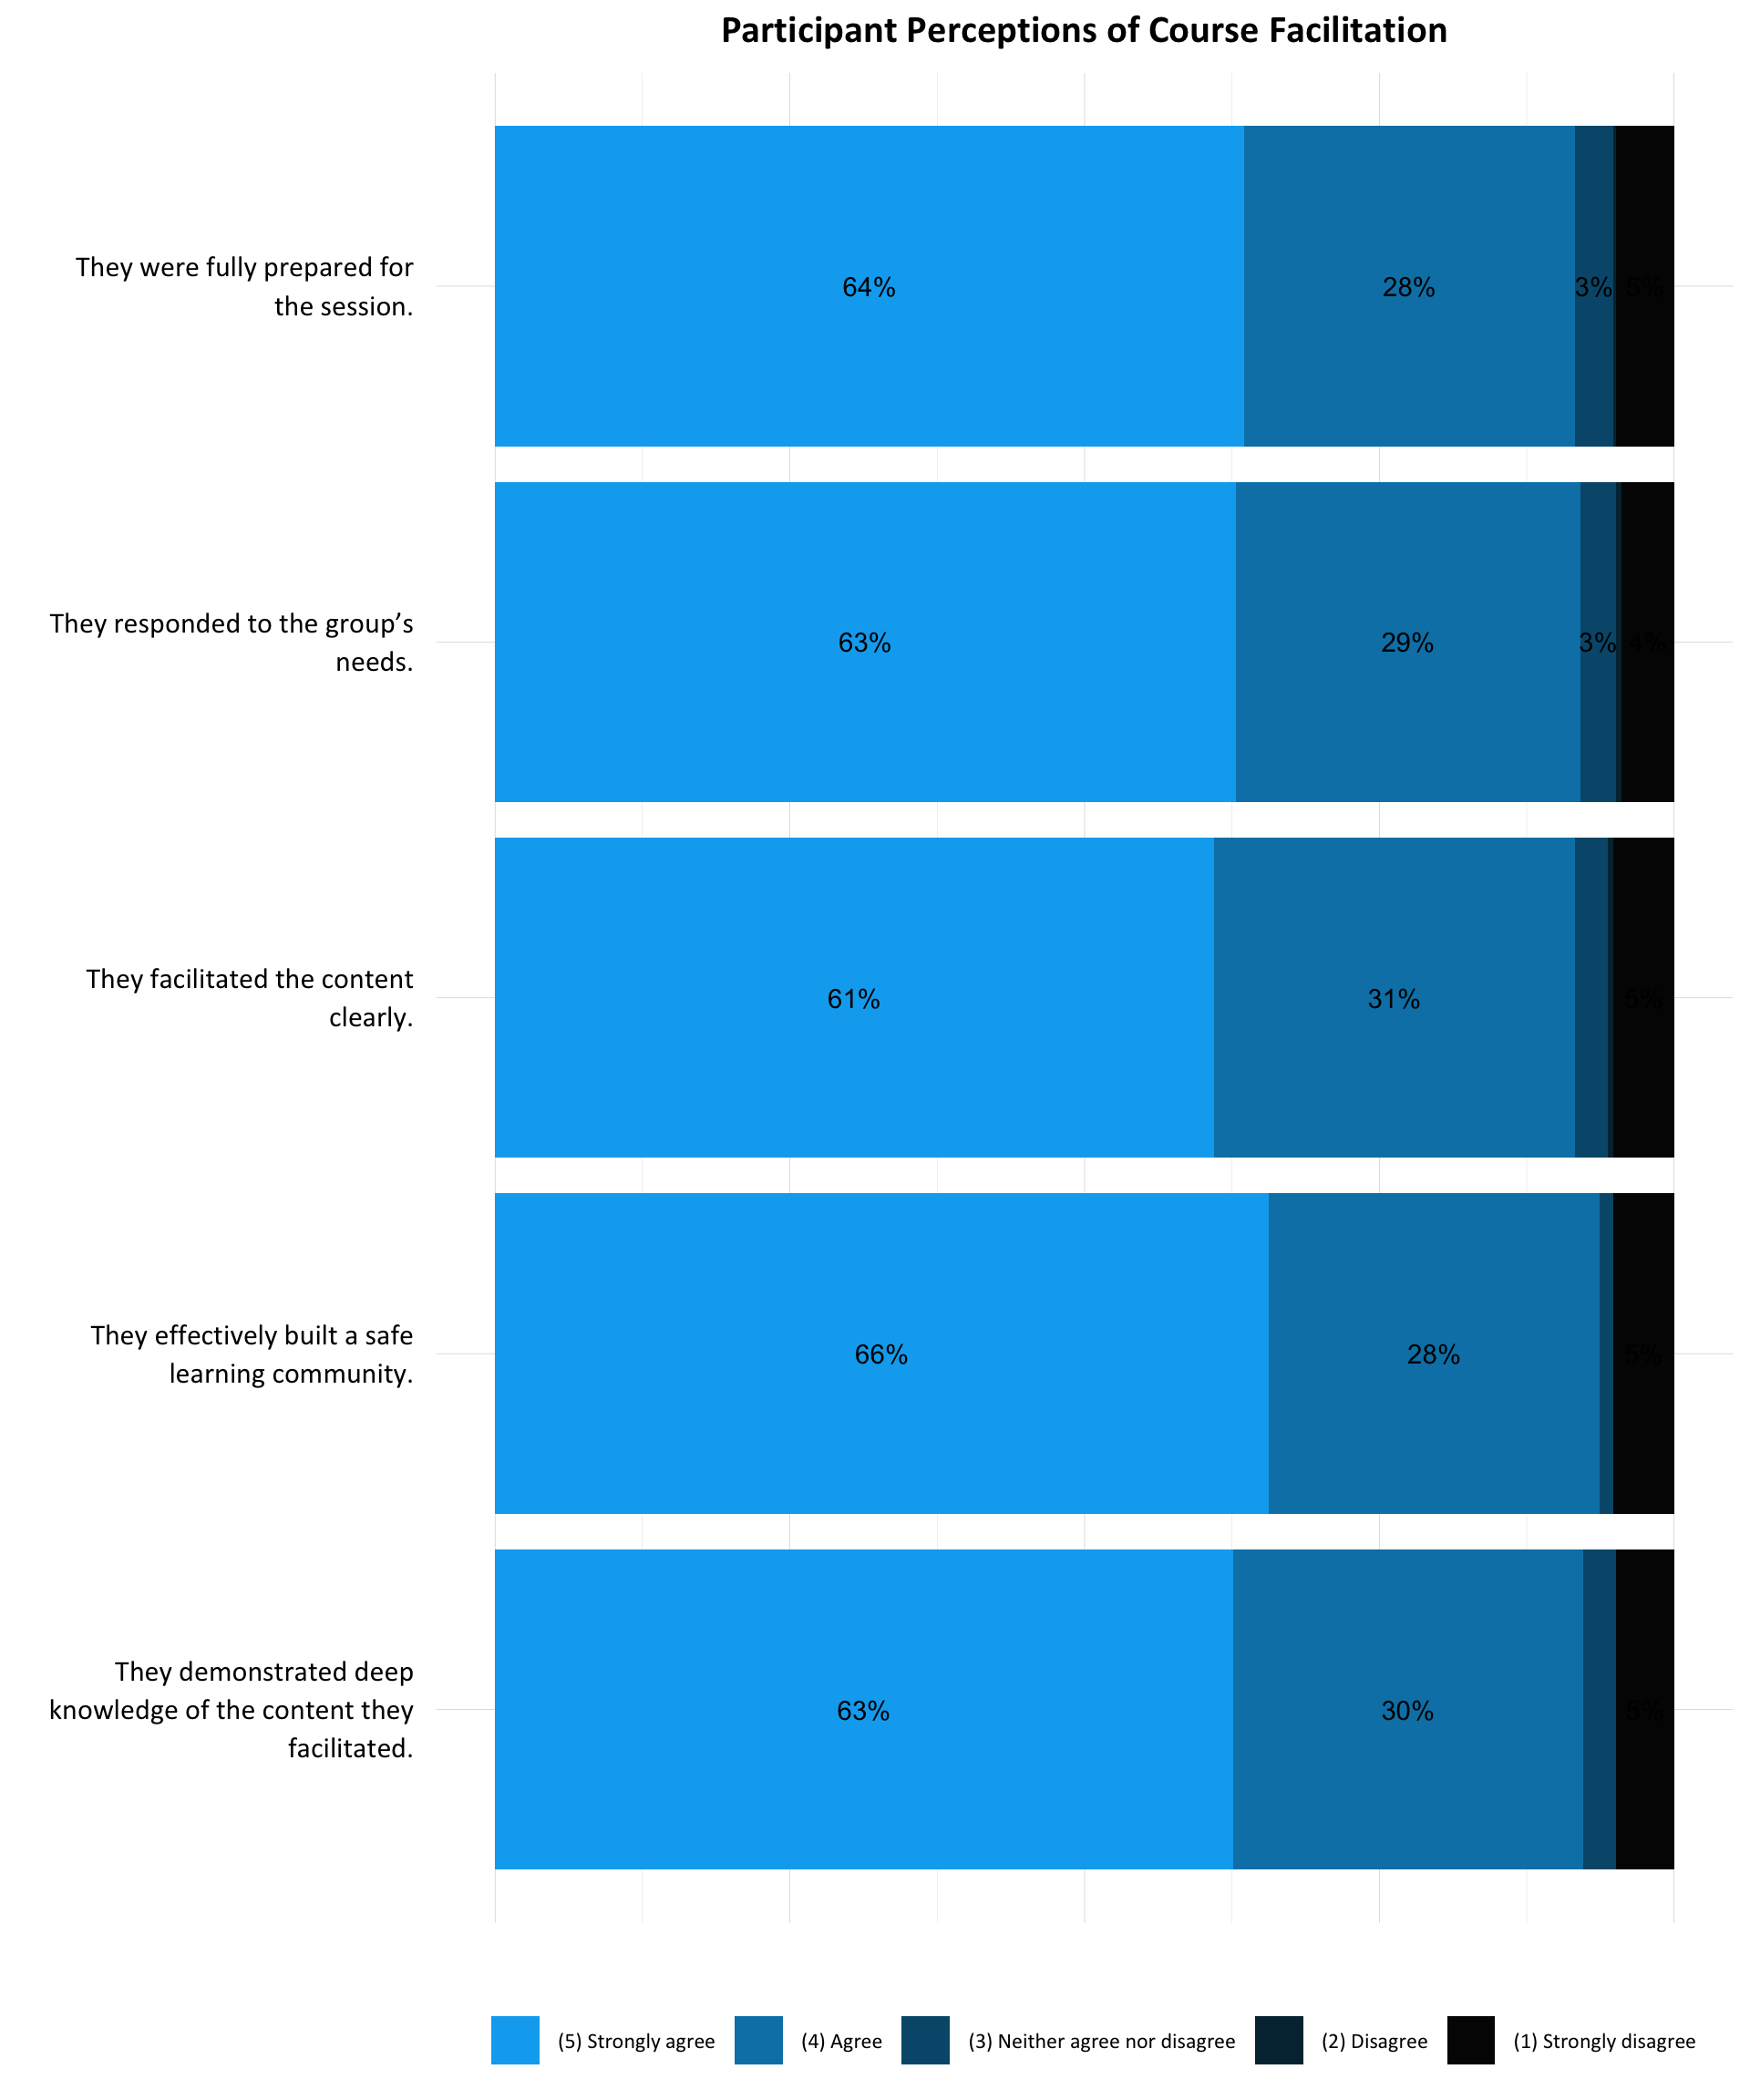 Participant Perceptions of Course Facilitation
They were fully prepared for
the session.
64% 28% 3% 5%
They responded to the group’s
needs.
63% 29% 3% 4%
They facilitated the content
clearly.
61% 31% 5%
They effectively built a safe
learning community.
66% 28% 5%
They demonstrated deep
knowledge of the content they
facilitated.
63% 30% 5%
(5) Strongly agree (4) Agree (3) Neither agree nor disagree (2) Disagree (1) Strongly disagree